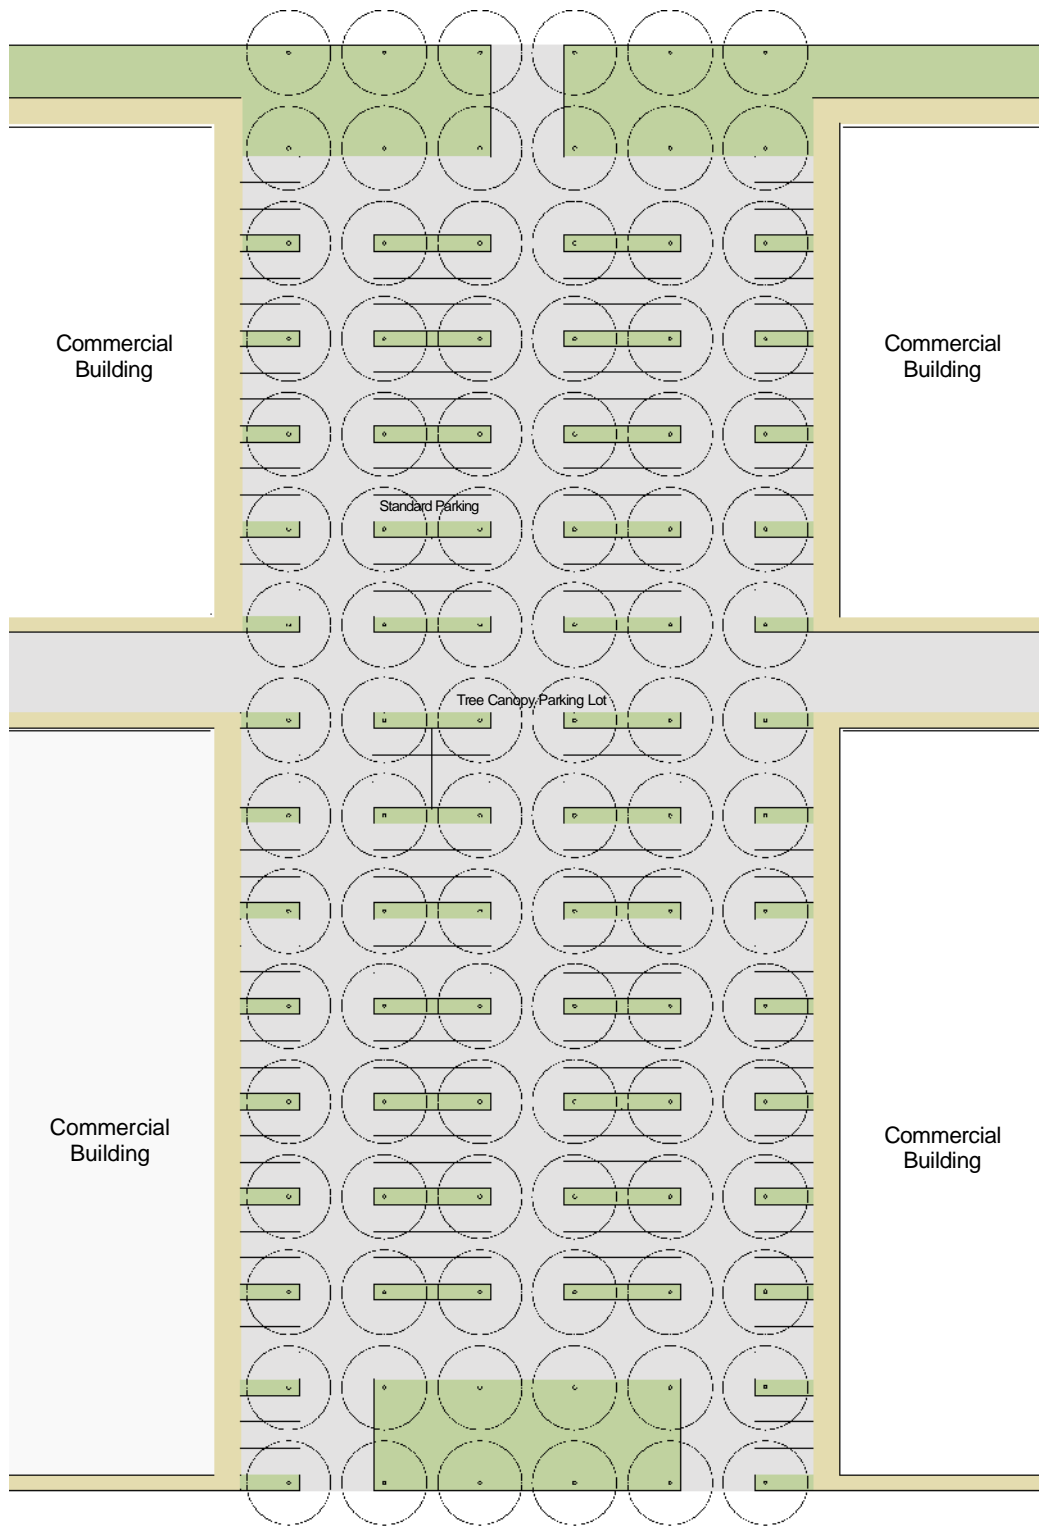 Commercial
Building
Commercial
Building
Standard Parking
Tree Canopy Parking Lot
Commercial
Building
Commercial
Building